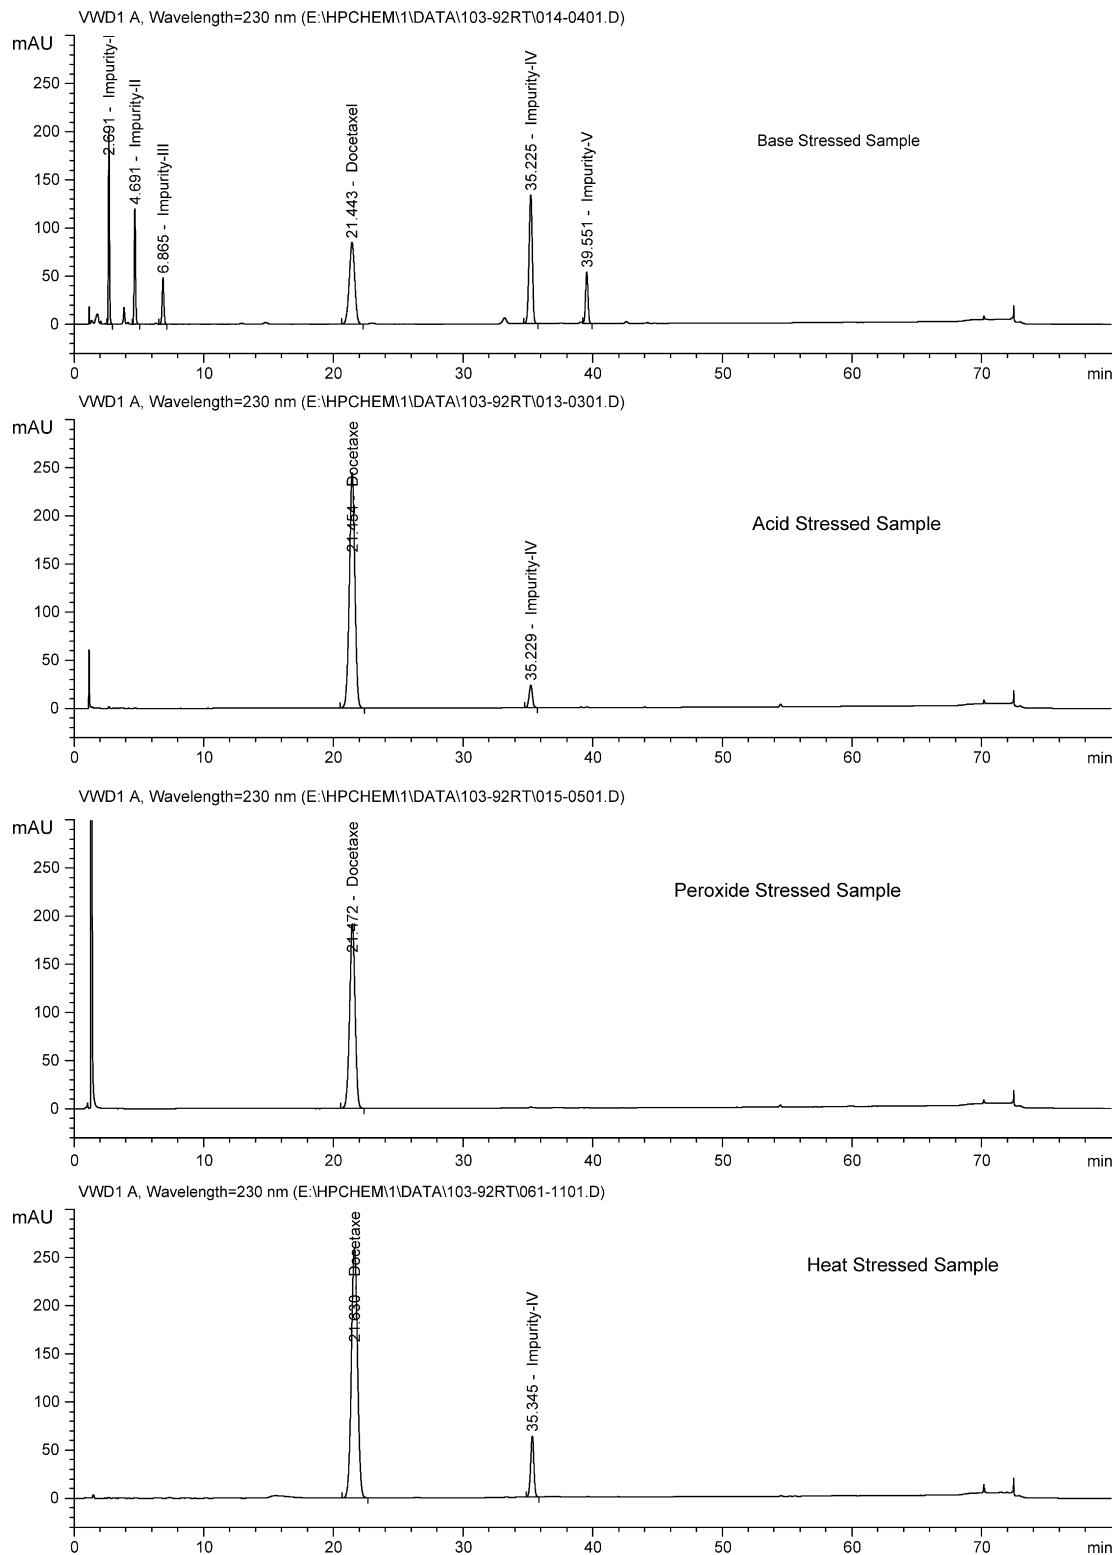 VWD1 A, Wavelength=230 nm (E:\HPCHEM\1\DATA\103-92RT\014-0401.D)
mAU
250
200
150
100
50
0
2.691 - Impurity-I
4.691 - Impurity-II
6.865 - Impurity-III
21.443 - Docetaxel
35.225 - Impurity-IV
39.551 - Impurity-V
Base Stressed Sample
0 10 20 30 40 50 60 70 min
VWD1 A, Wavelength=230 nm (E:\HPCHEM\1\DATA\103-92RT\013-0301.D)
mAU
250
200
150
100
50
0
21.454 - Docetaxe
35.229 - Impurity-IV
Acid Stressed Sample
0 10 20 30 40 50 60 70 min
VWD1 A, Wavelength=230 nm (E:\HPCHEM\1\DATA\103-92RT\015-0501.D)
mAU
250
200
150
100
50
0
21.472 - Docetaxe
Peroxide Stressed Sample
0 10 20 30 40 50 60 70 min
VWD1 A, Wavelength=230 nm (E:\HPCHEM\1\DATA\103-92RT\061-1101.D)
mAU
250
200
150
100
50
0
21.630 - Docetaxe
35.345 - Impurity-IV
Heat Stressed Sample
0 10 20 30 40 50 60 70 min